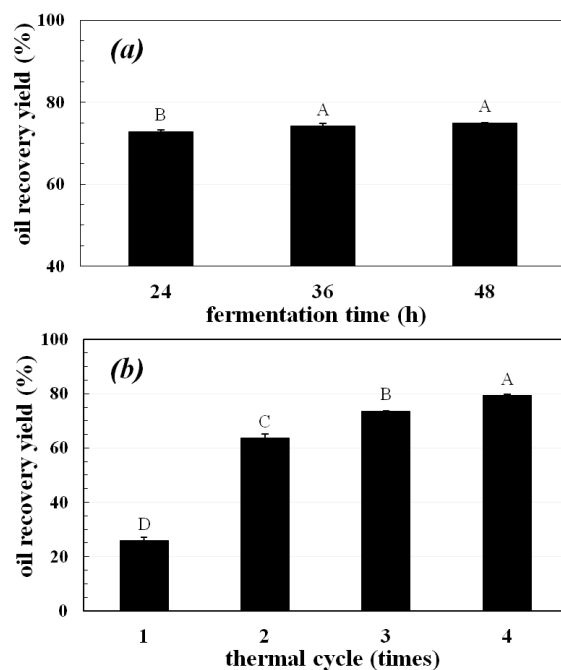 100
(a)
80
60
40
B
A
A
24
36
48
oil recovery yield (%)
fermentation time (h)
100
(b)
80
60
40
20
0
D
C
B
A
1
2
3
4
oil recovery yield (%)
thermal cycle (times)